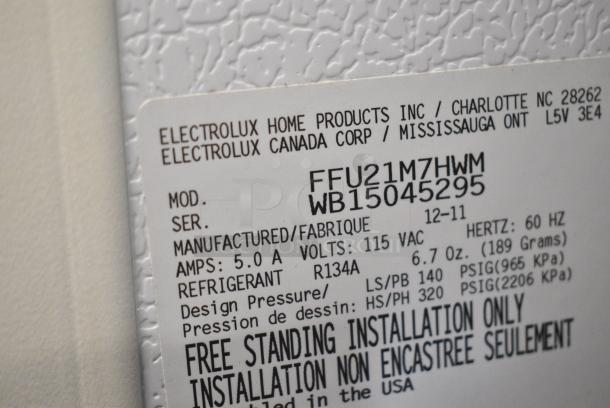 ELECTROLUX HOME PRODUCTS INC / CHARLOTTE NC 28262
ELECTROLUX CANADA CORP / MISSISSAUGA ONT L5V 3E4
MOD. FFU21M7HWM
SER. WB15045295
MANUFACTURED/FABRIQUE 12-11
AMPS: 5.0 A VOLTS: 115 VAC HERTZ: 60 HZ
REFRIGERANT R134A 6.7 Oz. (189 Grams)
Design Pressure/ LS/PB 140 PSIG(965 KPa)
Pression de dessin: HS/PH 320 PSIG(2206 KPa)
FREE STANDING INSTALLATION ONLY
INSTALLATION NON ENCASTREE SEULEMENT
in the USA